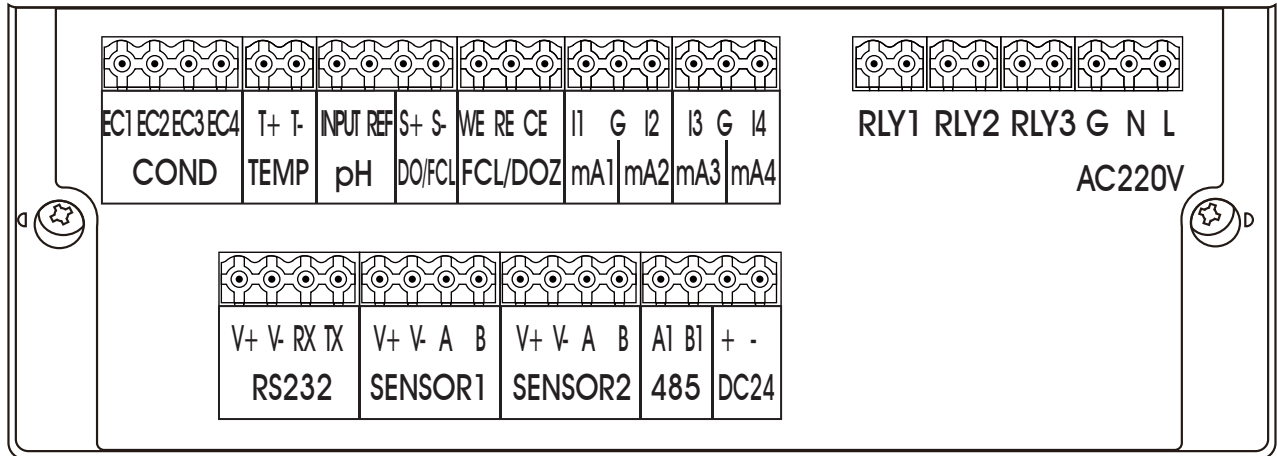 EC1 EC2 EC3 EC4 T+ T- INPUT REF S+ S- WE RE CE I1 G I2 I3 G I4 RLY1 RLY2 RLY3 G N L
COND TEMP pH DO/FCL FCL/DOZ mA1 mA2 mA3 mA4 AC220V
V+ V- RX TX V+ V- A B V+ V- A B A1 B1 + -
RS232 SENSOR1 SENSOR2 485 DC24